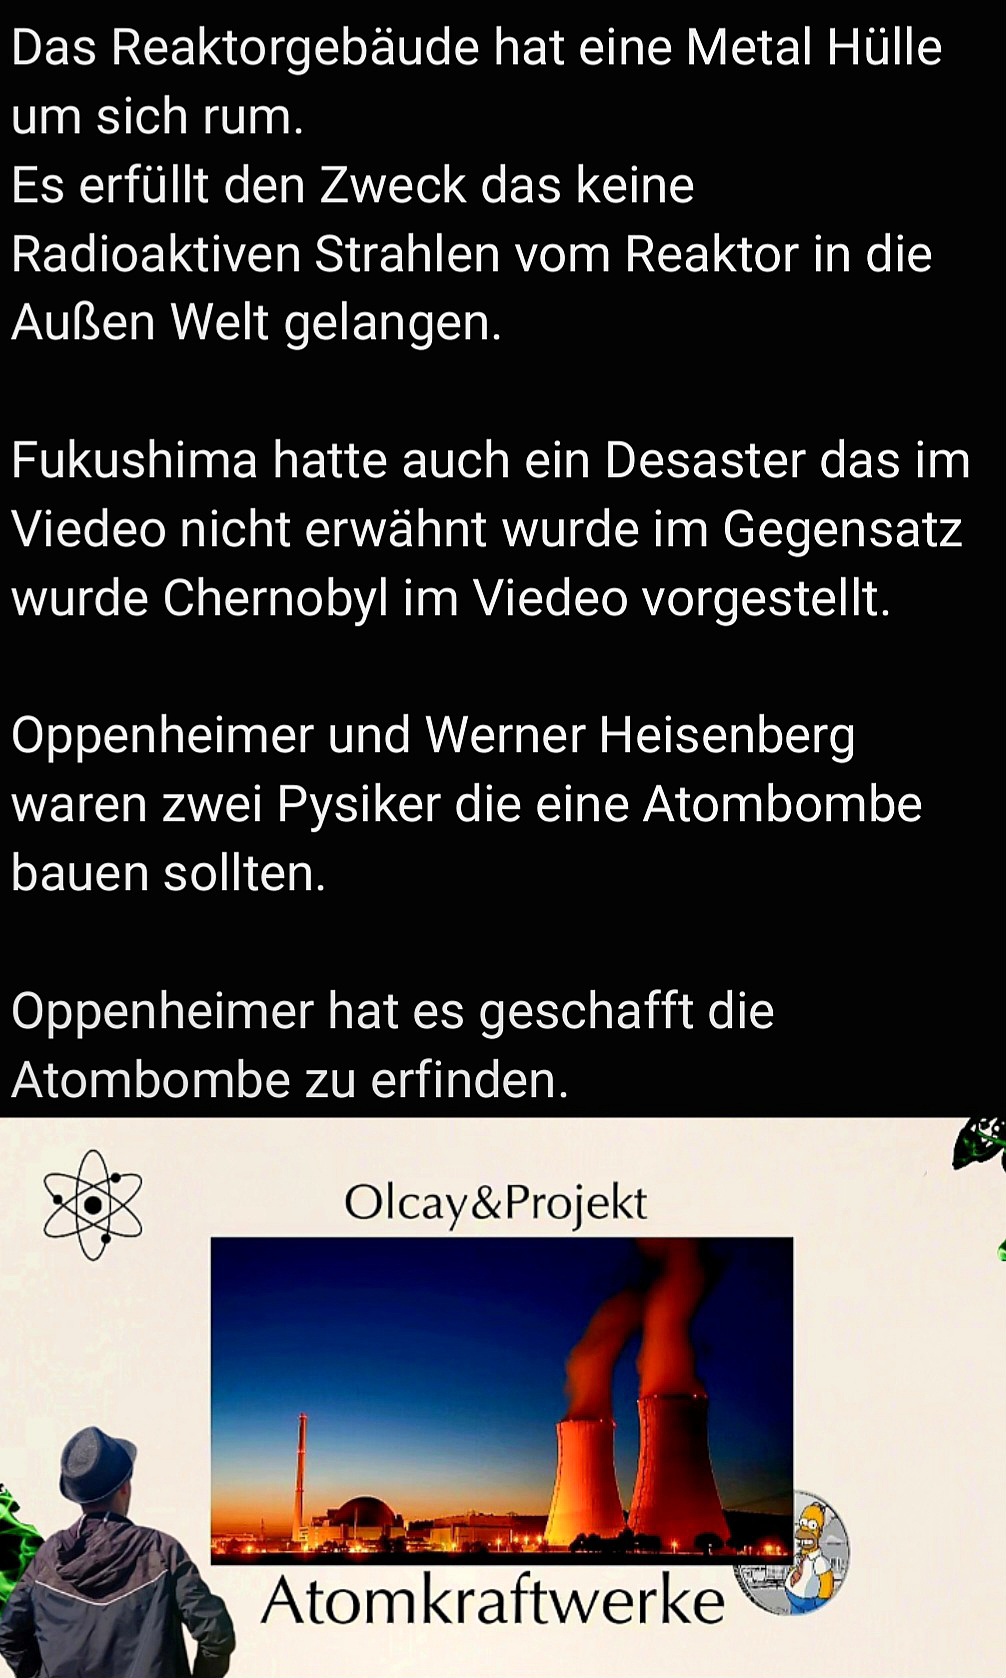 Das Reaktorgebäude hat eine Metal Hülle
um sich rum.
Es erfüllt den Zweck das keine
Radioaktiven Strahlen vom Reaktor in die
Außen Welt gelangen.
Fukushima hatte auch ein Desaster das im
Viedeo nicht erwähnt wurde im Gegensatz
wurde Chernobyl im Viedeo vorgestellt.
Oppenheimer und Werner Heisenberg
waren zwei Pysiker die eine Atombombe
bauen sollten.
Oppenheimer hat es geschafft die
Atombombe zu erfinden.
Olcay&Projekt
Atomkraftwerke